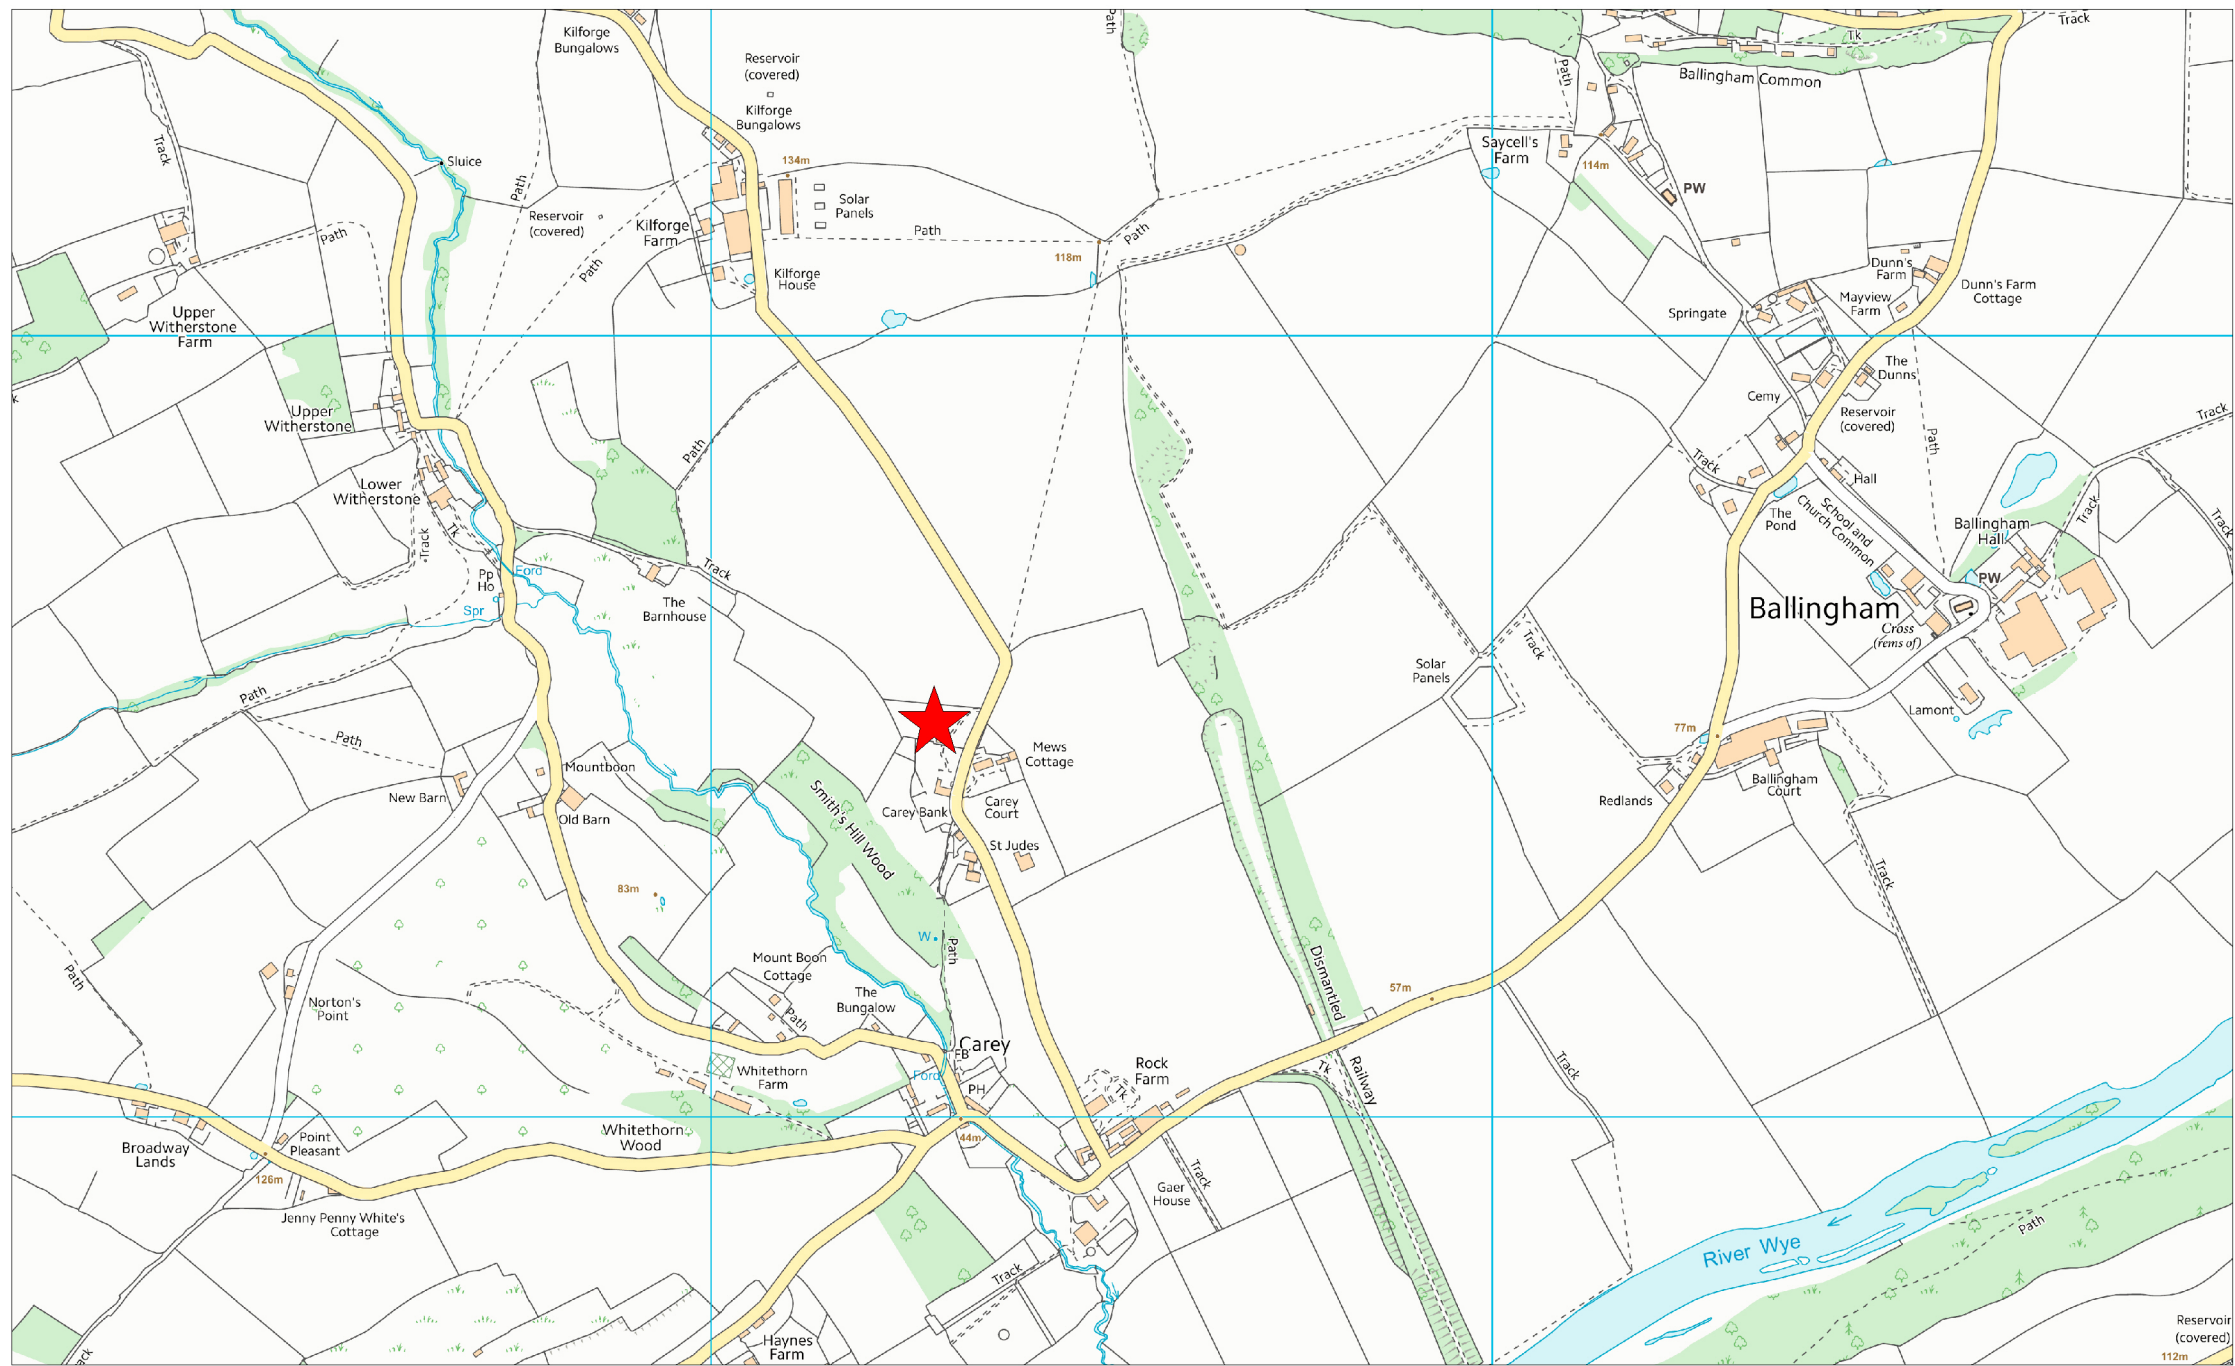 Kilforge
Bungalows
Path
Tk
Track
Ballingham Common
Reservoir
(covered)
Kilforge
Bungalows
Path
Track
Sluice
134m
Saycell's
Farm
114m
PW
Path
Reservoir
(covered)
Solar
Panels
Kilforge
Farm
Path
Path
Path
118m
Path
Kilforge
House
Dunn's
Farm
Dunn's Farm
Cottage
Mayview
Farm
Springate
Upper
Witherstone
Farm
The
Dunns
Cemy
Upper
Witherstone
Reservoir
(covered)
Track
Path
Path
Track
Lower
Witherstone
Hall
School and
Church Common
The
Pond
Ballingham
Hall
Track
Track
Track
Tk
Ford
Pp
Ho
Spr
Track
The
Barnhouse
PW
Ballingham
Cross
(rems of)
Track
Solar
Panels
Path
Path
Lamont
77m
Mews
Cottage
Mountboon
New Barn
Old Barn
Smith's Hill Wood
Carey Bank
Carey
Court
St Judes
Redlands
Ballingham
Court
Track
83m
W
Path
Mount Boon
Cottage
Path
The
Bungalow
Path
Norton's
Point
57m
Dismantled
Railway
Carey
FB
Ford
PH
Rock
Farm
Tk
Tk
Track
Whitethorn
Farm
Whitethorn
Wood
44m
Broadway
Lands
Point
Pleasant
126m
Jenny Penny White's
Cottage
Gaer
House
Track
Track
River Wye
Path
Haynes
Farm
Reservoir
(covered)
112m